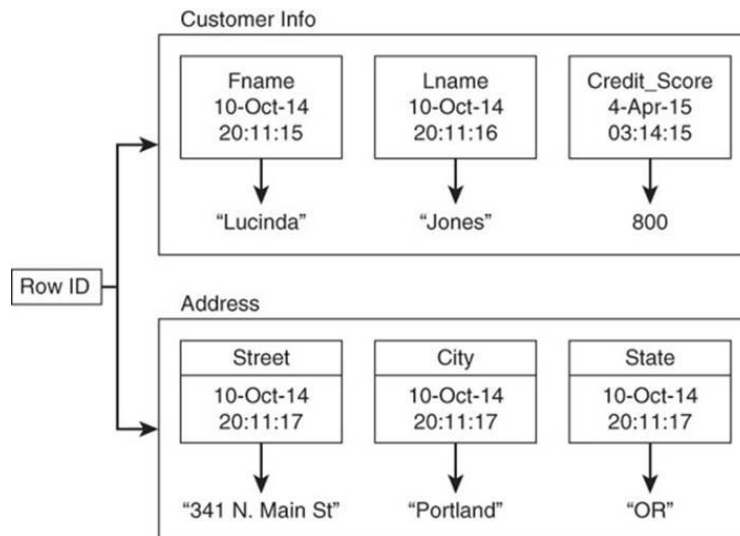 Customer Info
Fname
10-Oct-14
20:11:15
Lname
10-Oct-14
20:11:16
Credit_Score
4-Apr-15
03:14:15
“Lucinda”
“Jones”
800
Row ID
Address
Street
10-Oct-14
20:11:17
City
10-Oct-14
20:11:17
State
10-Oct-14
20:11:17
“341 N. Main St”
“Portland”
“OR”